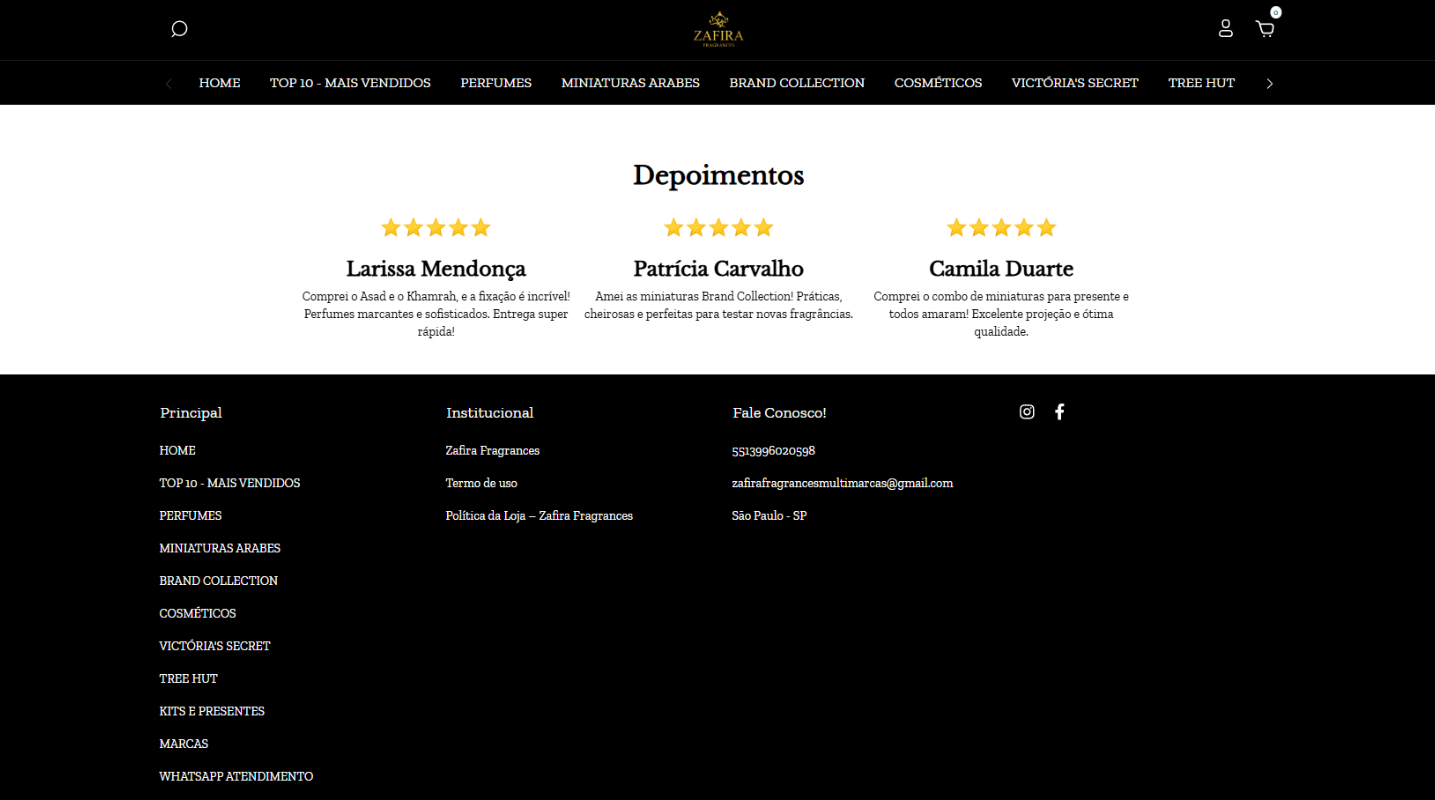 ZAFIRA
FRAGRANCES
0
HOME
TOP 10 - MAIS VENDIDOS
PERFUMES
MINIATURAS ARABES
BRAND COLLECTION
COSMÉTICOS
VICTÓRIA'S SECRET
TREE HUT
Depoimentos
Larissa Mendonça
Comprei o Asad e o Khamrah, e a fixação é incrível!
Perfumes marcantes e sofisticados. Entrega super
rápida!
Patrícia Carvalho
Amei as miniaturas Brand Collection! Práticas,
cheirosas e perfeitas para testar novas fragrâncias.
Camila Duarte
Comprei o combo de miniaturas para presente e
todos amaram! Excelente projeção e ótima
qualidade.
Principal
HOME
TOP 10 - MAIS VENDIDOS
PERFUMES
MINIATURAS ARABES
BRAND COLLECTION
COSMÉTICOS
VICTÓRIA'S SECRET
TREE HUT
KITS E PRESENTES
MARCAS
WHATSAPP ATENDIMENTO
Institucional
Zafira Fragrances
Termo de uso
Política da Loja – Zafira Fragrances
Fale Conosco!
5513996020598
zafirafragrancesmultimarcas@gmail.com
São Paulo - SP